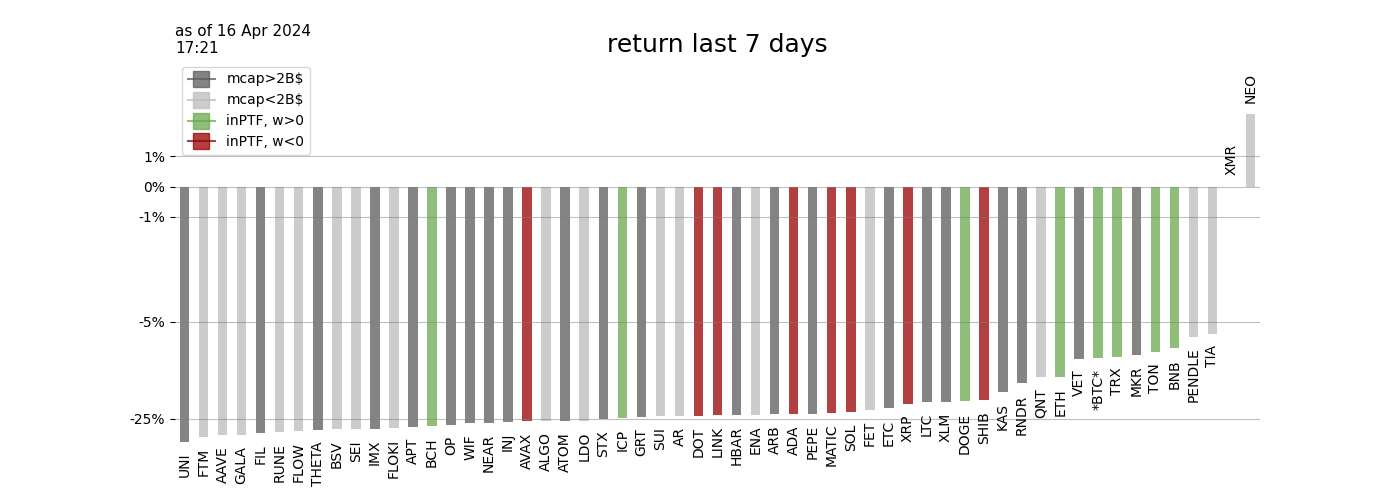 as of 16 Apr 2024
17:21
return last 7 days
mcap>2B$
mcap<2B$
inPTF, w>0
inPTF, w<0
1%
0%
-1%
-5%
-25%
UNI
FTM
AAVE
GALA
FIL
RUNE
FLOW
THETA
BSV
SEI
IMX
FLOKI
APT
BCH
OP
WIF
NEAR
INJ
AVAX
ALGO
ATOM
LDO
STX
ICP
GRT
SUI
AR
DOT
LINK
HBAR
ENA
ARB
ADA
PEPE
MATIC
SOL
FET
ETC
XRP
LTC
XLM
DOGE
SHIB
KAS
RNDR
QNT
ETH
VET
*BTC*
TRX
MKR
TON
BNB
PENDLE
TIA
XMR
NEO